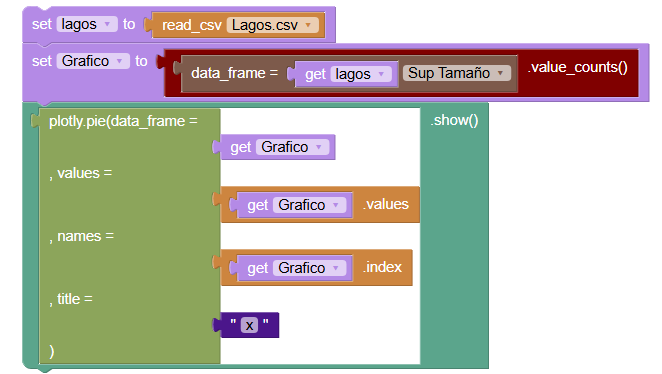 set lagos to read_csv Lagos.csv
set Grafico to data_frame = get lagos Sup Tamaño .value_counts()
plotly.pie(data_frame = .show()
get Grafico
, values =
get Grafico .values
, names =
get Grafico .index
, title =
" x "
)